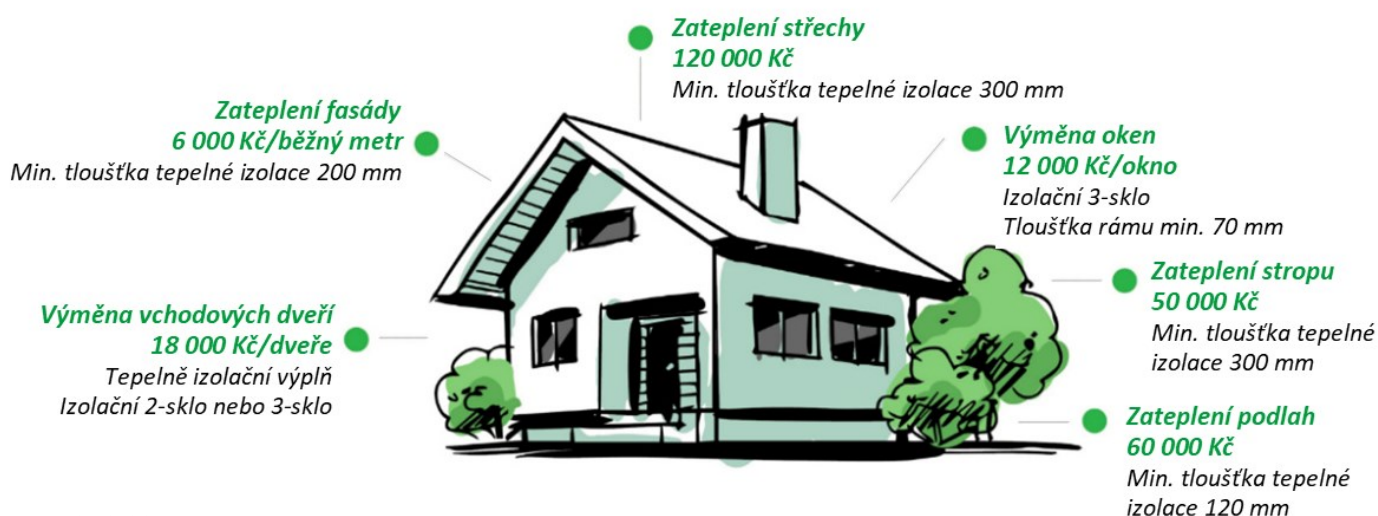 Zateplení střechy
120 000 Kč
Min. tloušťka tepelné izolace 300 mm
Zateplení fasády
6 000 Kč/běžný metr
Min. tloušťka tepelné izolace 200 mm
Výměna oken
12 000 Kč/okno
Izolační 3-sklo
Tloušťka rámu min. 70 mm
Zateplení stropu
50 000 Kč
Min. tloušťka tepelné
izolace 300 mm
Výměna vchodových dveří
18 000 Kč/dveře
Tepelně izolační výplň
Izolační 2-sklo nebo 3-sklo
Zateplení podlah
60 000 Kč
Min. tloušťka tepelné
izolace 120 mm